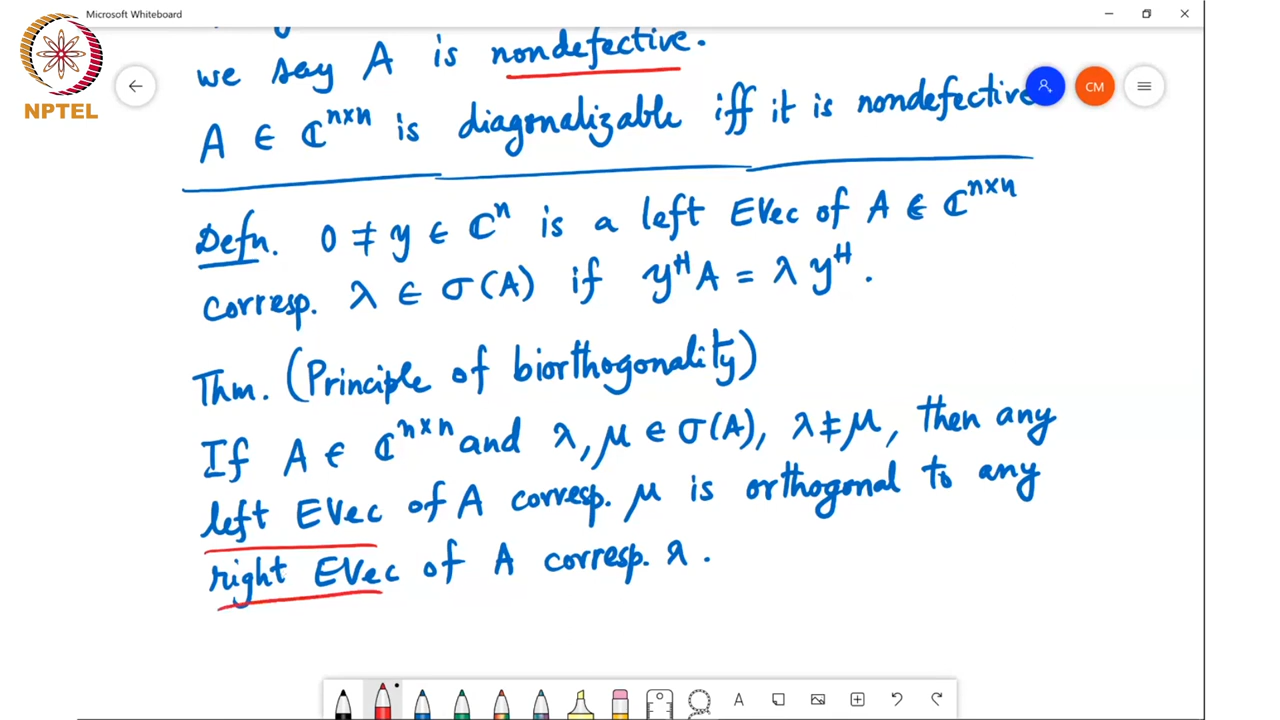 Microsoft Whiteboard
NPTEL
CM
we say A is nondefective.
A ∈ ℂⁿˣⁿ is diagonalizable iff it is nondefective
Defn. 0 ≠ y ∈ ℂⁿ is a left EVec of A ∈ ℂⁿˣⁿ
corresp. λ ∈ σ(A) if yᴴA = λ yᴴ.
Thm. (Principle of biorthogonality)
If A ∈ ℂⁿˣⁿ and λ, μ ∈ σ(A), λ ≠ μ, then any
left EVec of A corresp. μ is orthogonal to any
right EVec of A corresp. λ.
A